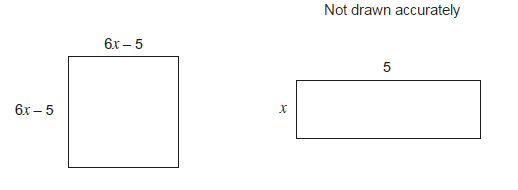 Not drawn accurately
6x – 5
5
6x – 5
x